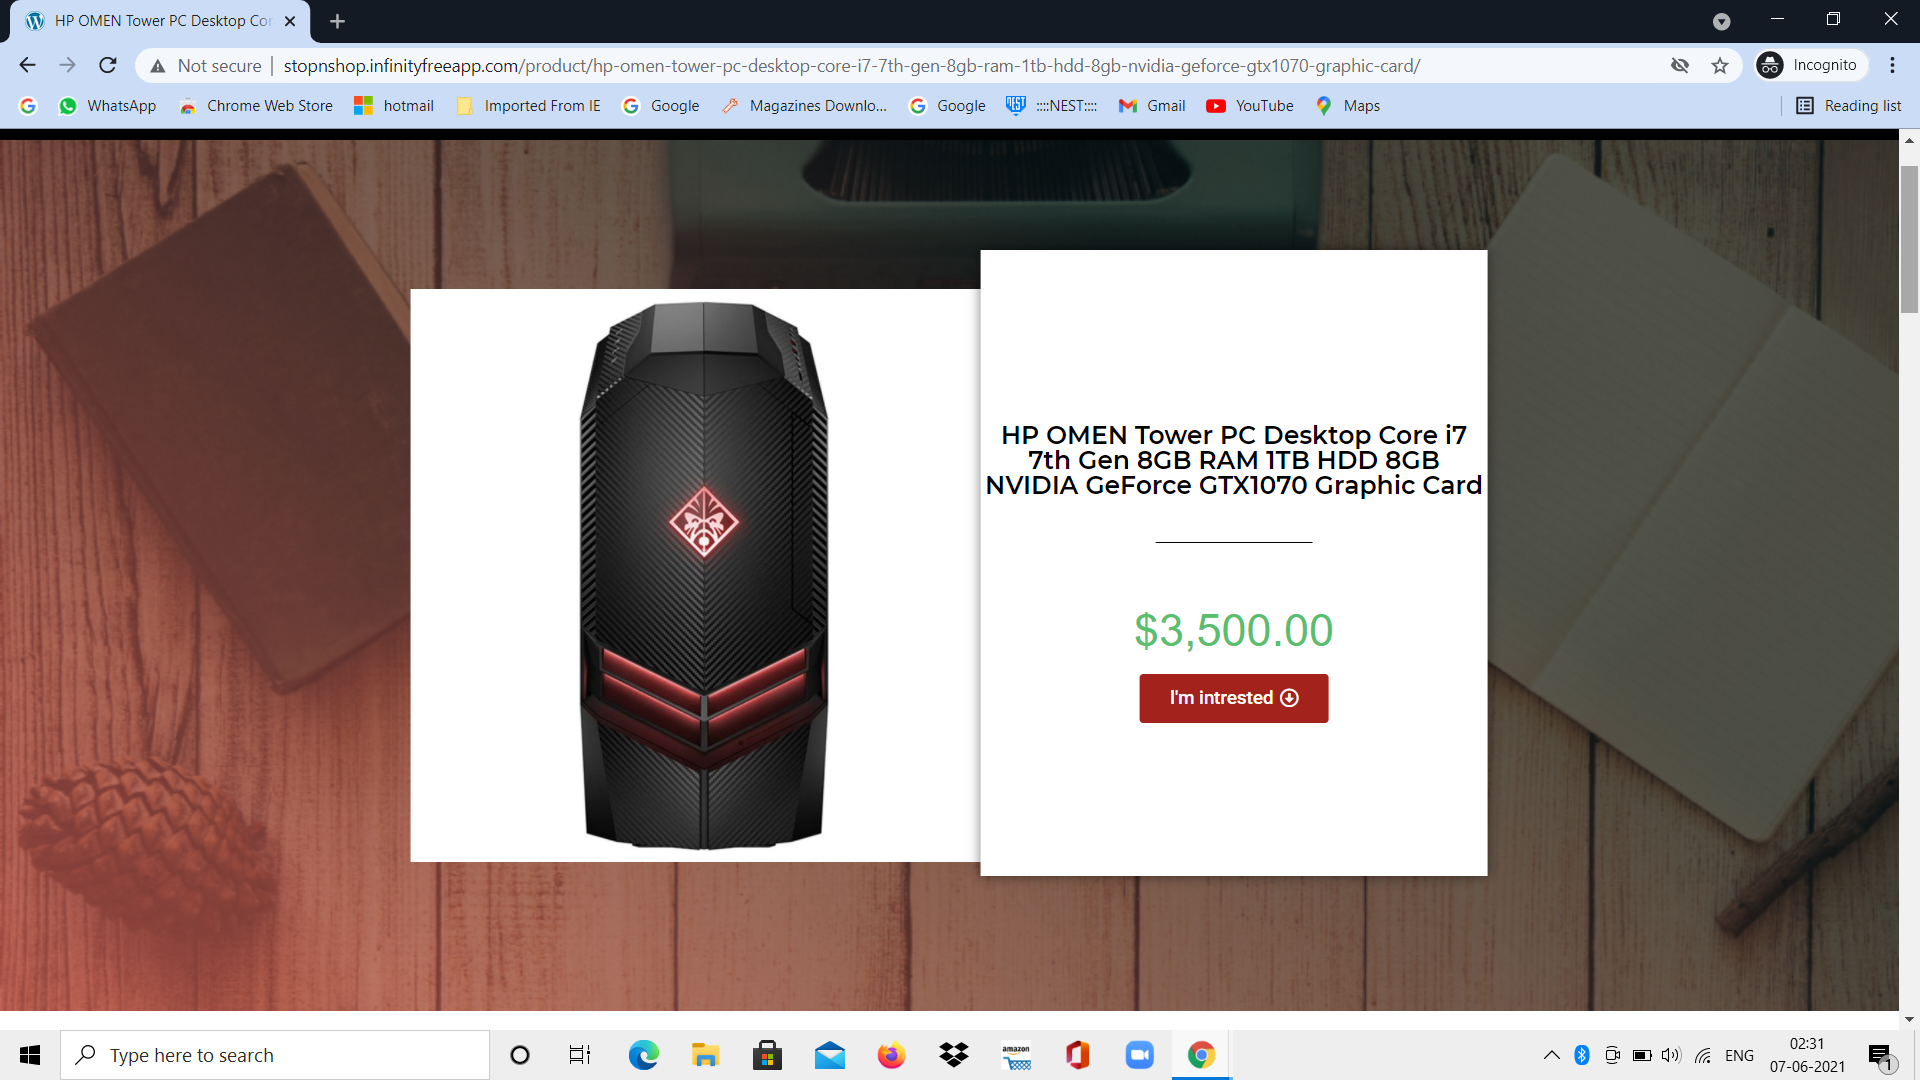 HP OMEN Tower PC Desktop Cor
Not secure
stopnshop.infinityfreeapp.com/product/hp-omen-tower-pc-desktop-core-i7-7th-gen-8gb-ram-1tb-hdd-8gb-nvidia-geforce-gtx1070-graphic-card/
Incognito
WhatsApp
Chrome Web Store
hotmail
Imported From IE
Google
Magazines Downlo...
Google
::::NEST::::
Gmail
YouTube
Maps
Reading list
HP OMEN Tower PC Desktop Core i7
7th Gen 8GB RAM 1TB HDD 8GB
NVIDIA GeForce GTX1070 Graphic Card
$3,500.00
I'm intrested
Type here to search
amazon
ENG
02:31
07-06-2021
1